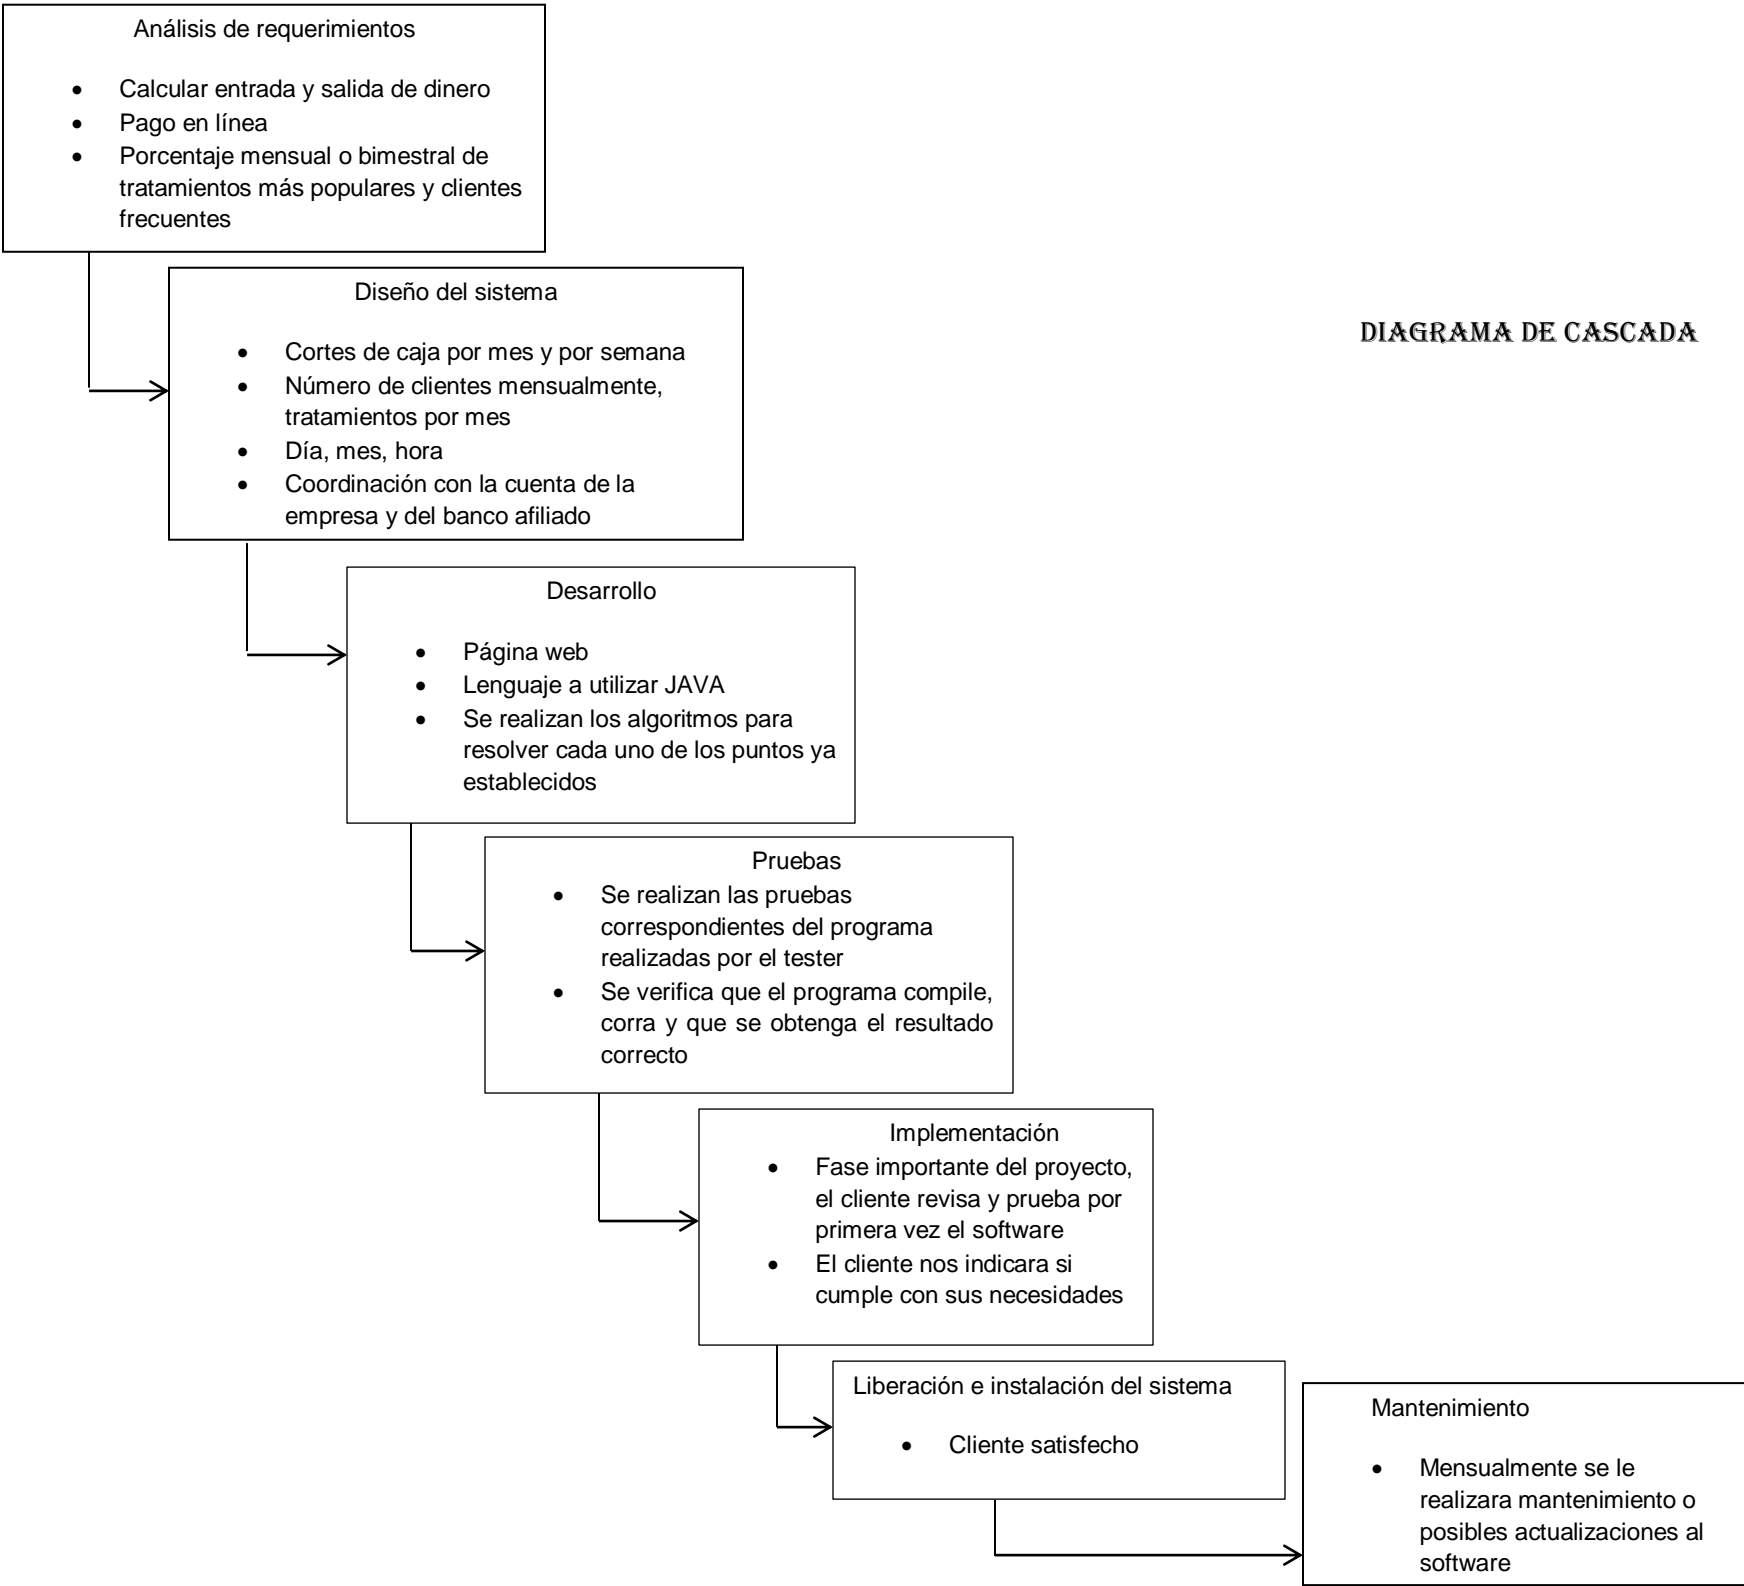 Análisis de requerimientos
• Calcular entrada y salida de dinero
• Pago en línea
• Porcentaje mensual o bimestral de
tratamientos más populares y clientes
frecuentes
Diseño del sistema
DIAGRAMA DE CASCADA
• Cortes de caja por mes y por semana
• Número de clientes mensualmente,
tratamientos por mes
• Día, mes, hora
• Coordinación con la cuenta de la
empresa y del banco afiliado
Desarrollo
• Página web
• Lenguaje a utilizar JAVA
• Se realizan los algoritmos para
resolver cada uno de los puntos ya
establecidos
Pruebas
• Se realizan las pruebas
correspondientes del programa
realizadas por el tester
• Se verifica que el programa compile,
corra y que se obtenga el resultado
correcto
Implementación
• Fase importante del proyecto,
el cliente revisa y prueba por
primera vez el software
• El cliente nos indicara si
cumple con sus necesidades
Liberación e instalación del sistema
• Cliente satisfecho
Mantenimiento
• Mensualmente se le
realizara mantenimiento o
posibles actualizaciones al
software